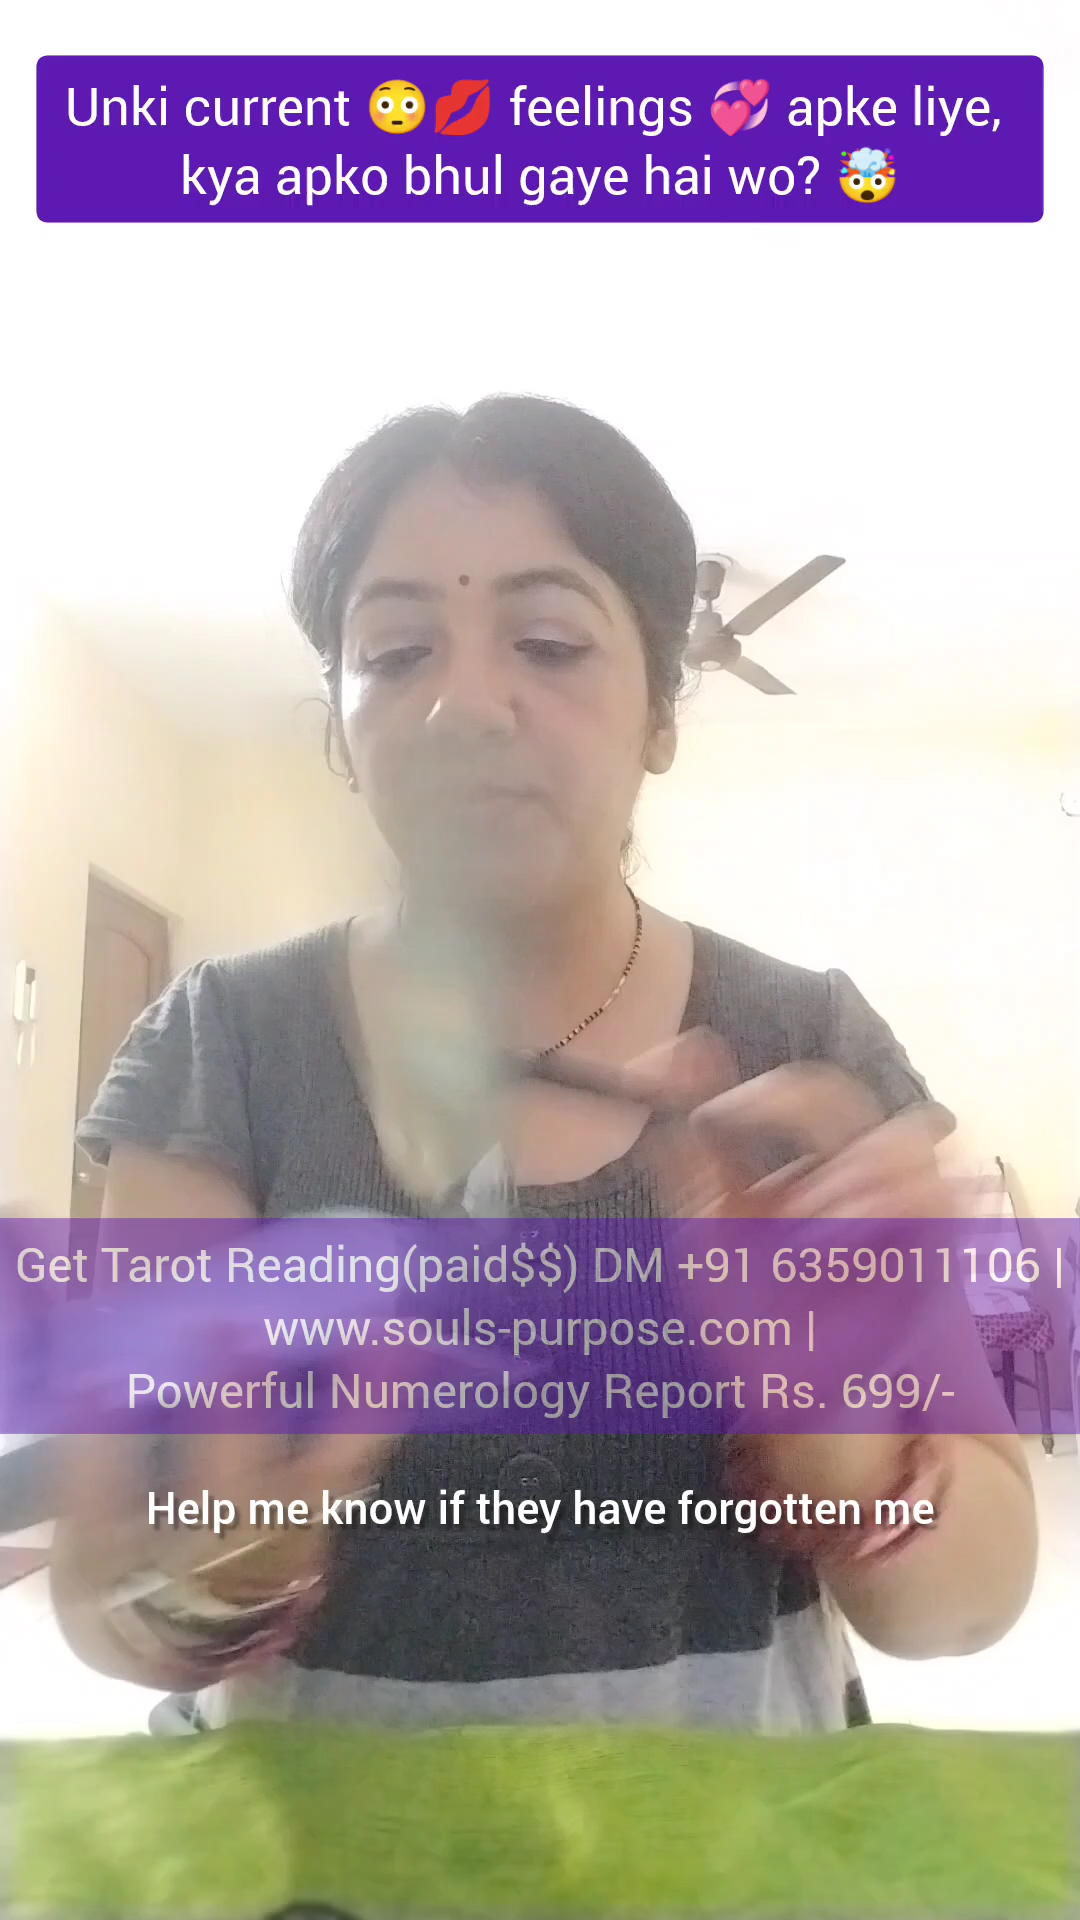 Unki current 😳💋 feelings 💞 apke liye,
kya apko bhul gaye hai wo? 🤯
Get Tarot Reading(paid$$) DM +91 6359011106 |
www.souls-purpose.com |
Powerful Numerology Report Rs. 699/-
Help me know if they have forgotten me